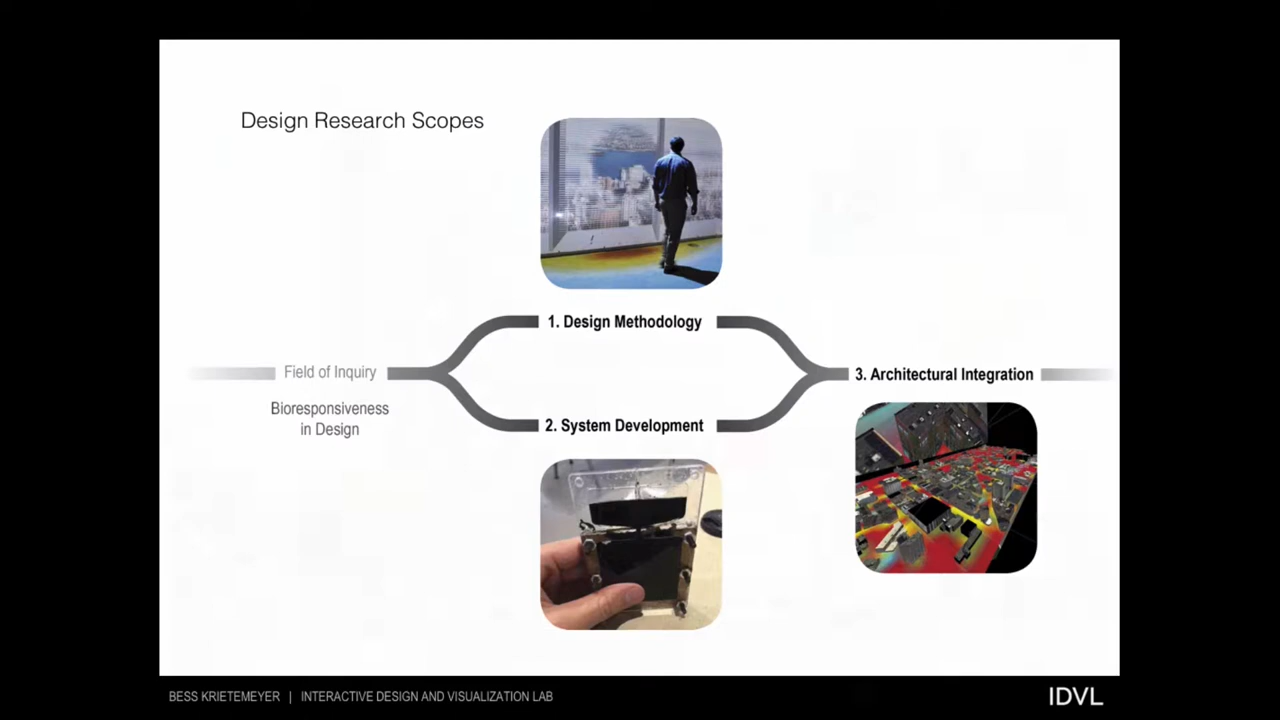 Design Research Scopes
1. Design Methodology
Field of Inquiry
Bioresponsiveness
in Design
2. System Development
3. Architectural Integration
BESS KRIETEMEYER | INTERACTIVE DESIGN AND VISUALIZATION LAB
IDVL